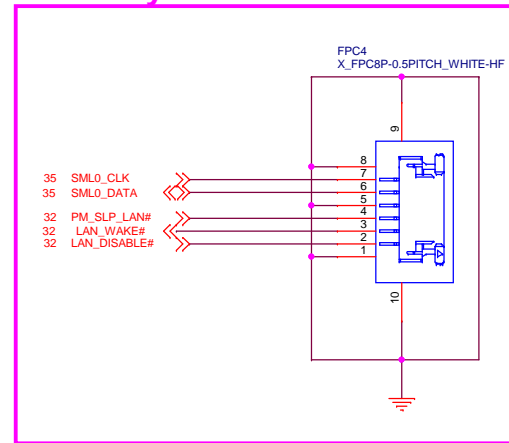 FPC4
X_FPC8P-0.5PITCH_WHITE-HF
9
8
35 SML0_CLK 7
35 SML0_DATA 6
5
32 PM_SLP_LAN# 4
32 LAN_WAKE# 3
32 LAN_DISABLE# 2
1
10